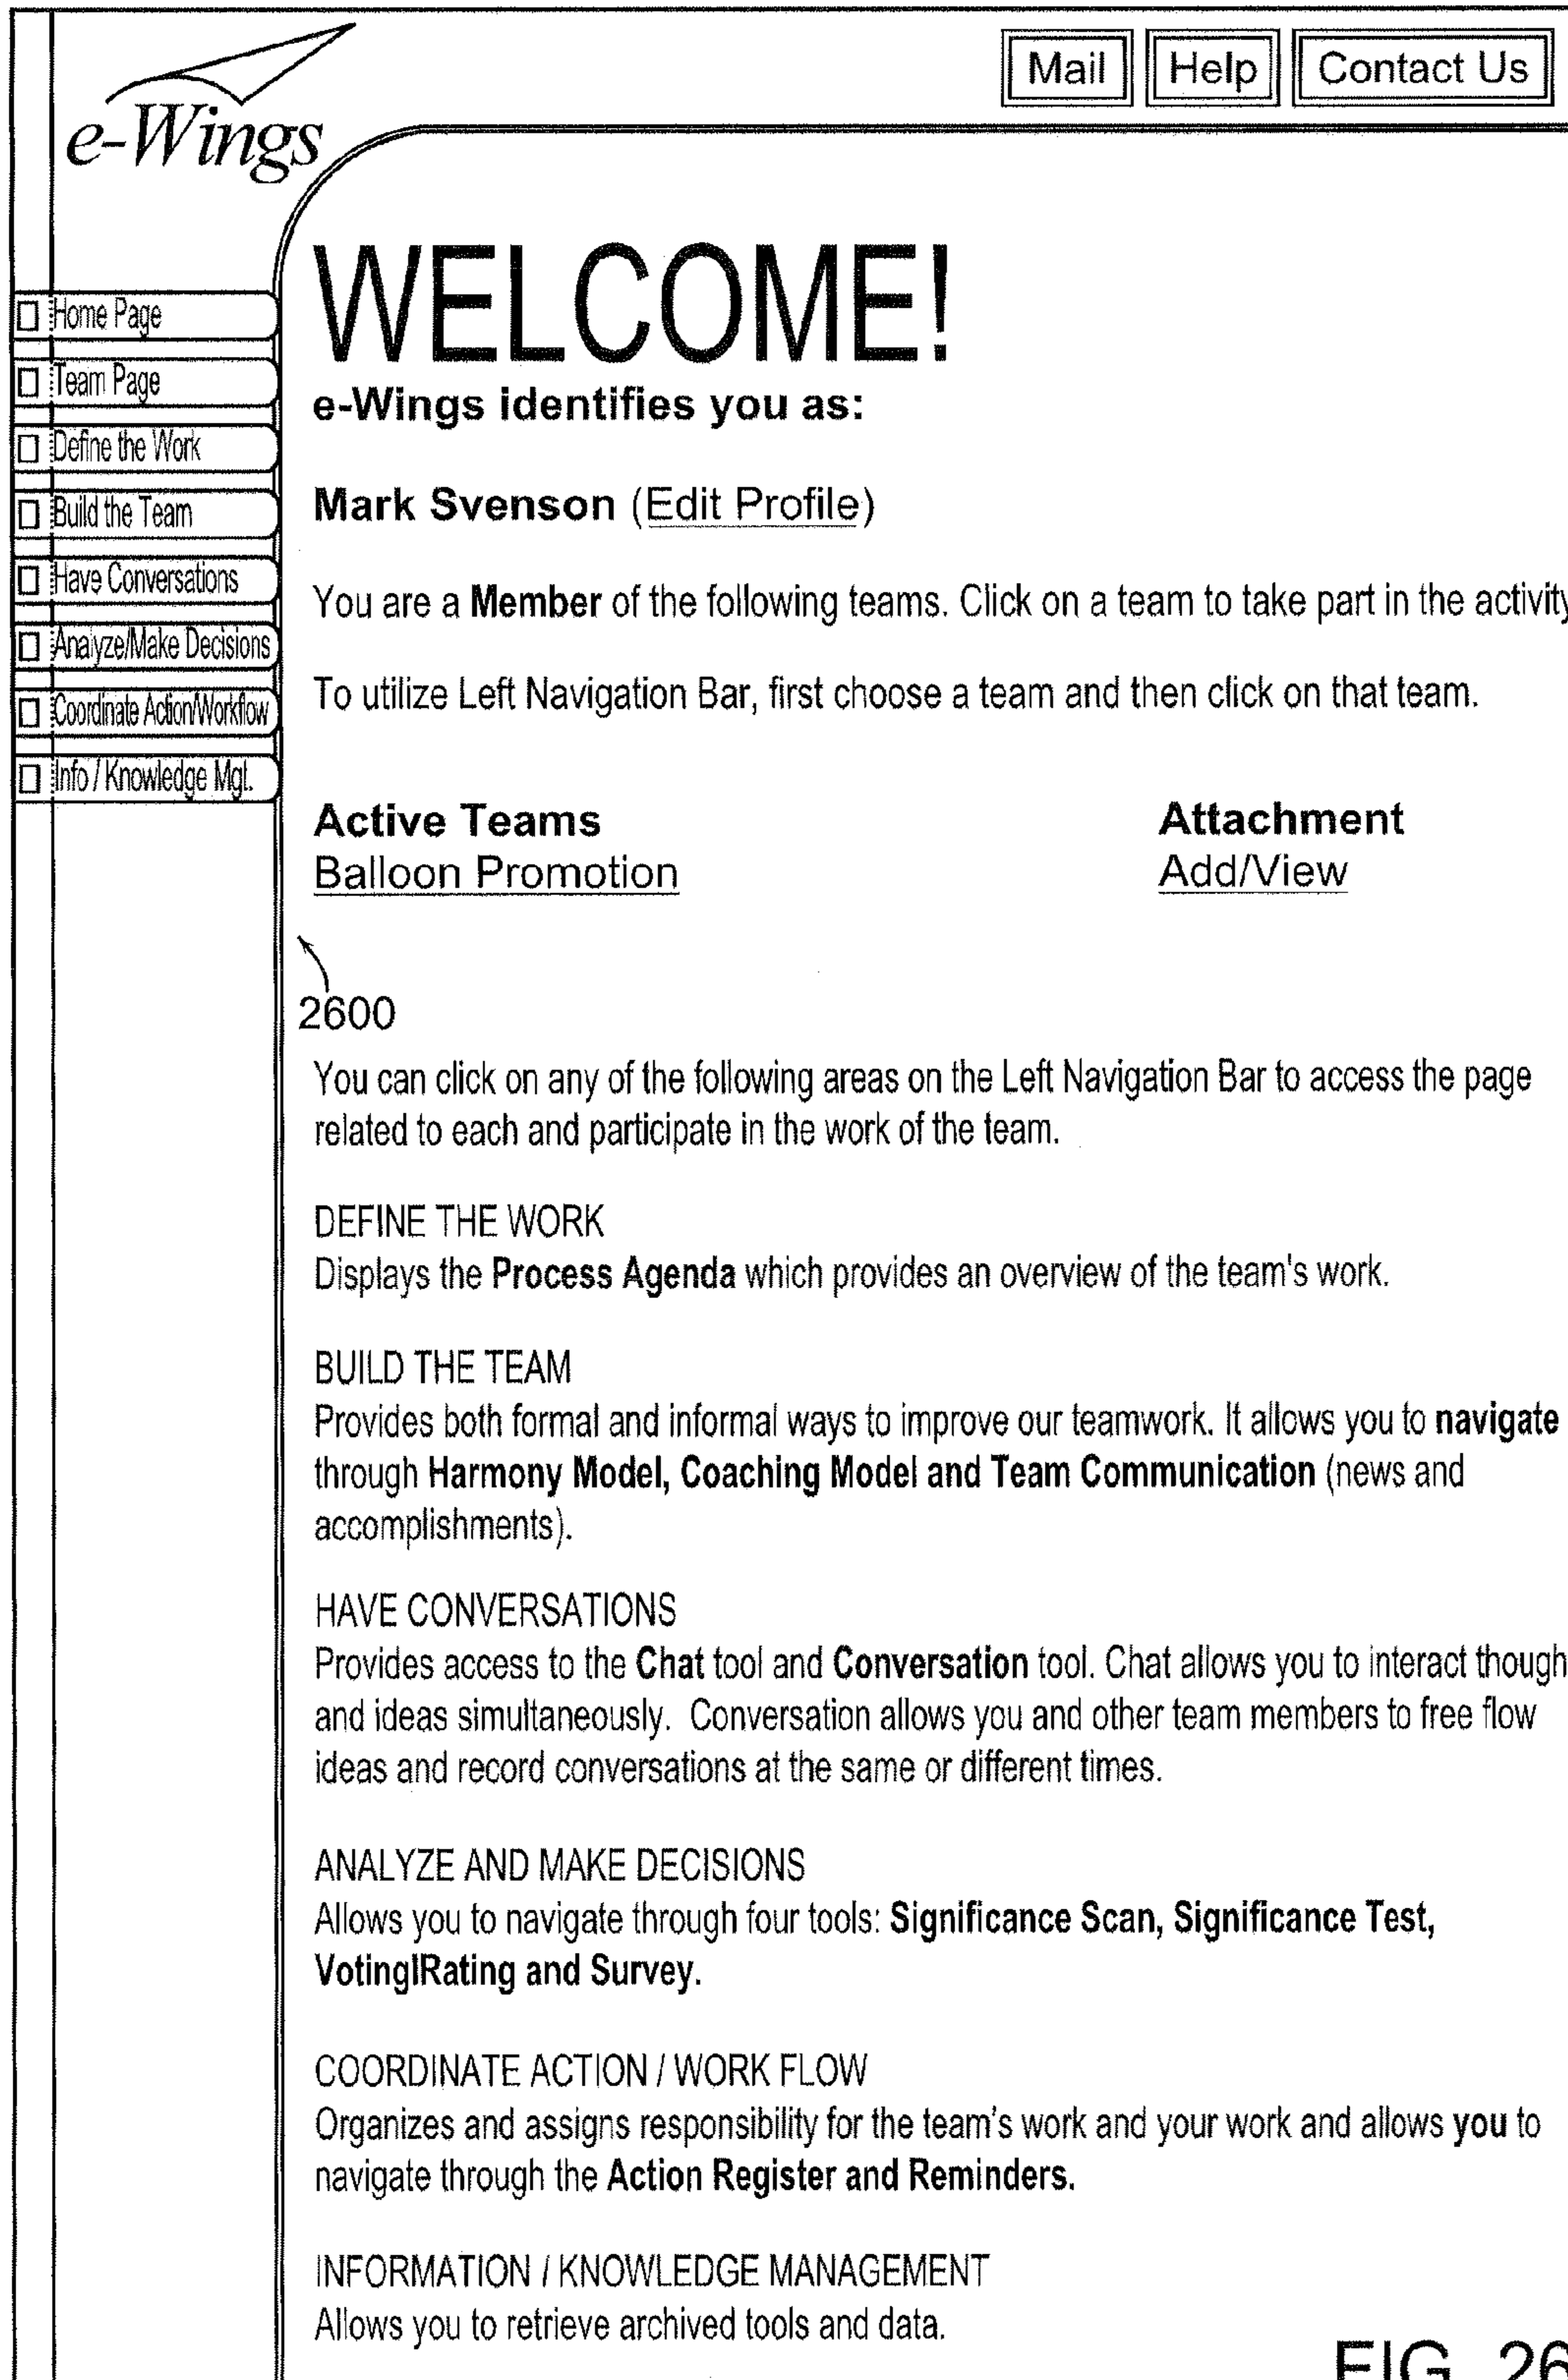 e-Wings
Mail
Help
Contact Us
Home Page
Team Page
Define the Work
Build the Team
Have Conversations
Analyze/Make Decisions
Coordinate Action/Workflow
Info / Knowledge Mgt.
WELCOME!
e-Wings identifies you as:
Mark Svenson (Edit Profile)
You are a Member of the following teams. Click on a team to take part in the activity
To utilize Left Navigation Bar, first choose a team and then click on that team.
Active Teams
Attachment
Balloon Promotion
Add/View
2600
You can click on any of the following areas on the Left Navigation Bar to access the page
related to each and participate in the work of the team.
DEFINE THE WORK
Displays the Process Agenda which provides an overview of the team's work.
BUILD THE TEAM
Provides both formal and informal ways to improve our teamwork. It allows you to navigate
through Harmony Model, Coaching Model and Team Communication (news and
accomplishments).
HAVE CONVERSATIONS
Provides access to the Chat tool and Conversation tool. Chat allows you to interact though
and ideas simultaneously. Conversation allows you and other team members to free flow
ideas and record conversations at the same or different times.
ANALYZE AND MAKE DECISIONS
Allows you to navigate through four tools: Significance Scan, Significance Test,
Voting|Rating and Survey.
COORDINATE ACTION / WORK FLOW
Organizes and assigns responsibility for the team's work and your work and allows you to
navigate through the Action Register and Reminders.
INFORMATION / KNOWLEDGE MANAGEMENT
Allows you to retrieve archived tools and data.
FIG. 26